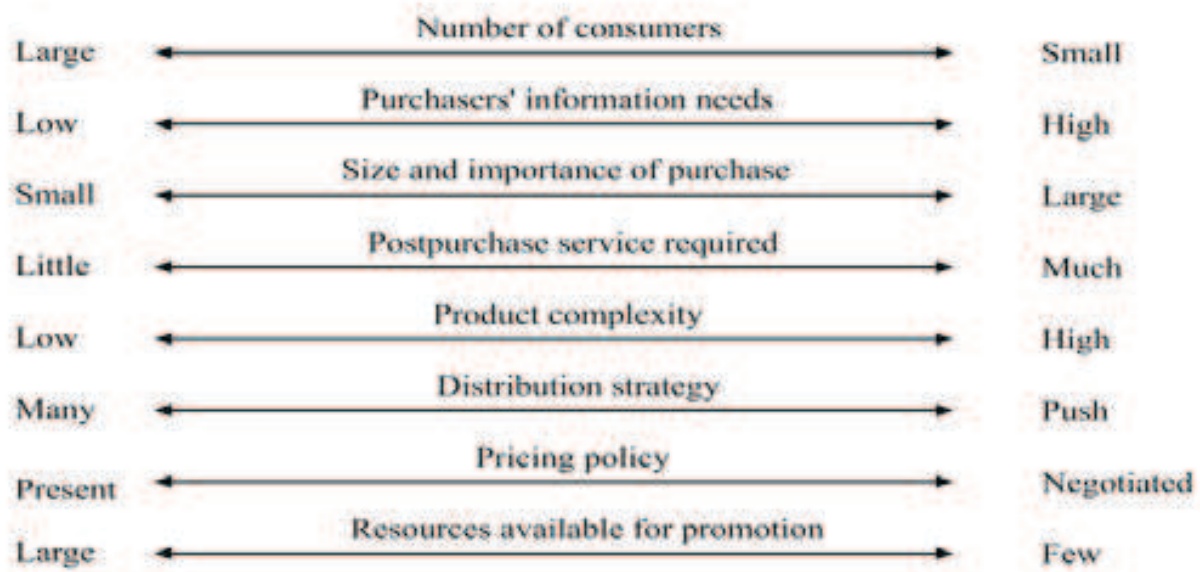 Number of consumers
Large Small
Purchasers' information needs
Low High
Size and importance of purchase
Small Large
Postpurchase service required
Little Much
Product complexity
Low High
Distribution strategy
Many Push
Pricing policy
Present Negotiated
Resources available for promotion
Large Few